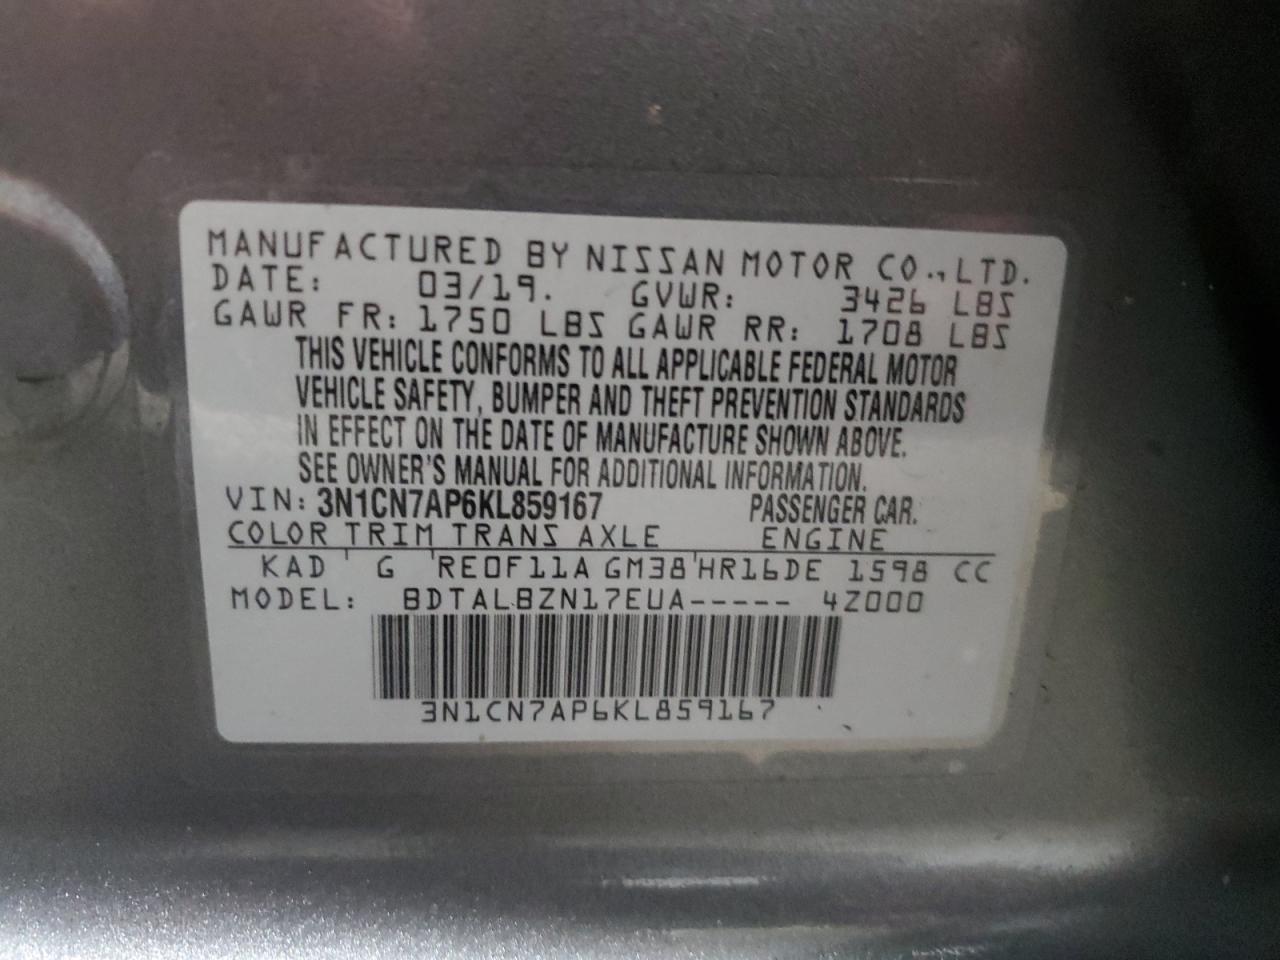 MANUFACTURED BY NISSAN MOTOR CO., LTD.
DATE: 03/19. GVWR: 3426 LBS
GAWR FR: 1750 LBS GAWR RR: 1708 LBS
THIS VEHICLE CONFORMS TO ALL APPLICABLE FEDERAL MOTOR
VEHICLE SAFETY, BUMPER AND THEFT PREVENTION STANDARDS
IN EFFECT ON THE DATE OF MANUFACTURE SHOWN ABOVE.
SEE OWNER'S MANUAL FOR ADDITIONAL INFORMATION.
VIN: 3N1CN7AP6KL859167 PASSENGER CAR.
COLOR TRIM TRANS AXLE ENGINE
KAD ' G 'RE0F11A GM38'HR16DE 1598 CC
MODEL: BDTALBZN17EUA----- 4Z000
3N1CN7AP6KL859167